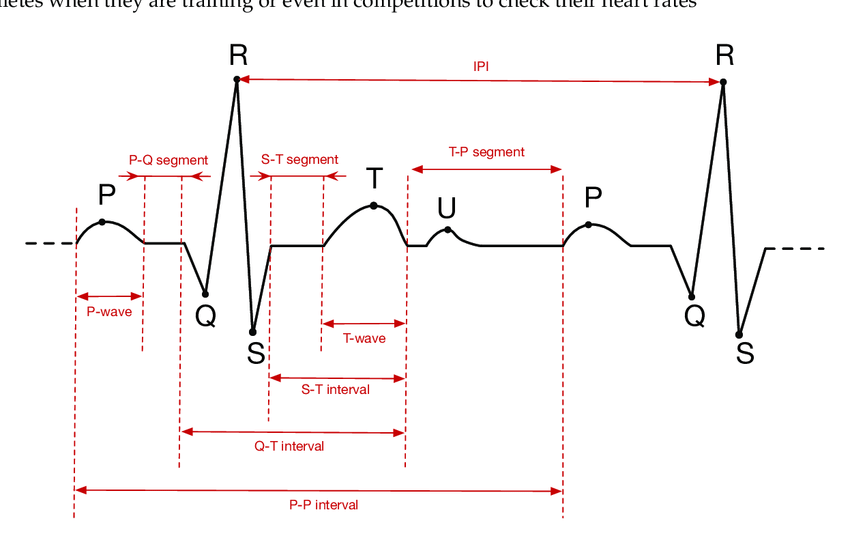 when they are training or even in competitions to check their heart rates
R
R
IPI
P-Q segment
S-T segment
T-P segment
P
T
U
P
Q
S
Q
S
P-wave
T-wave
S-T interval
Q-T interval
P-P interval